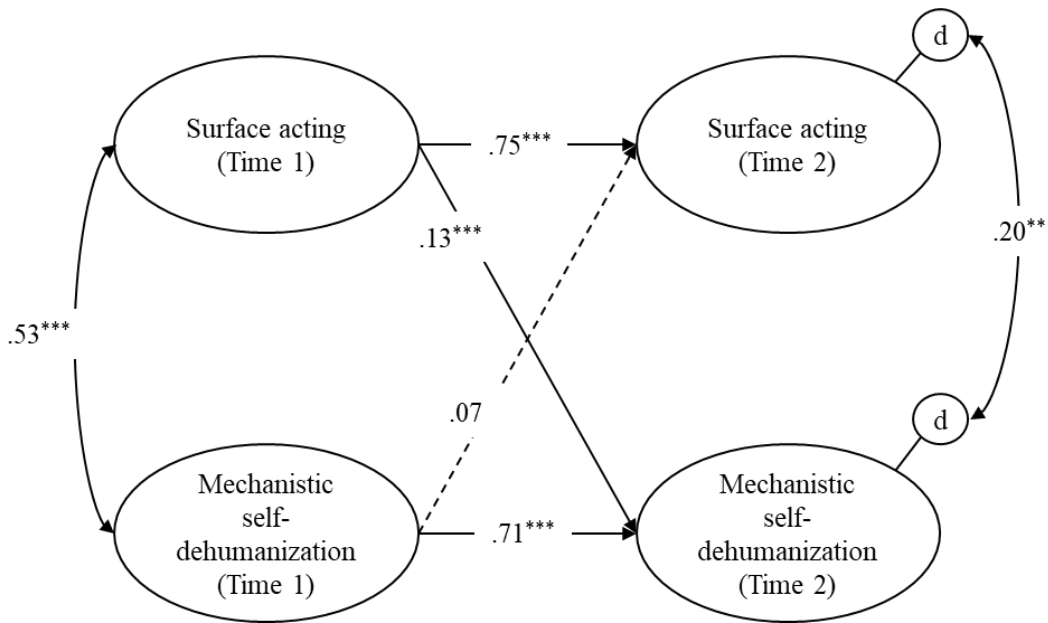 d
Surface acting
(Time 1)
.75***
Surface acting
(Time 2)
.13***
.20**
.53***
.07
d
Mechanistic
self-
dehumanization
(Time 1)
.71***
Mechanistic
self-
dehumanization
(Time 2)